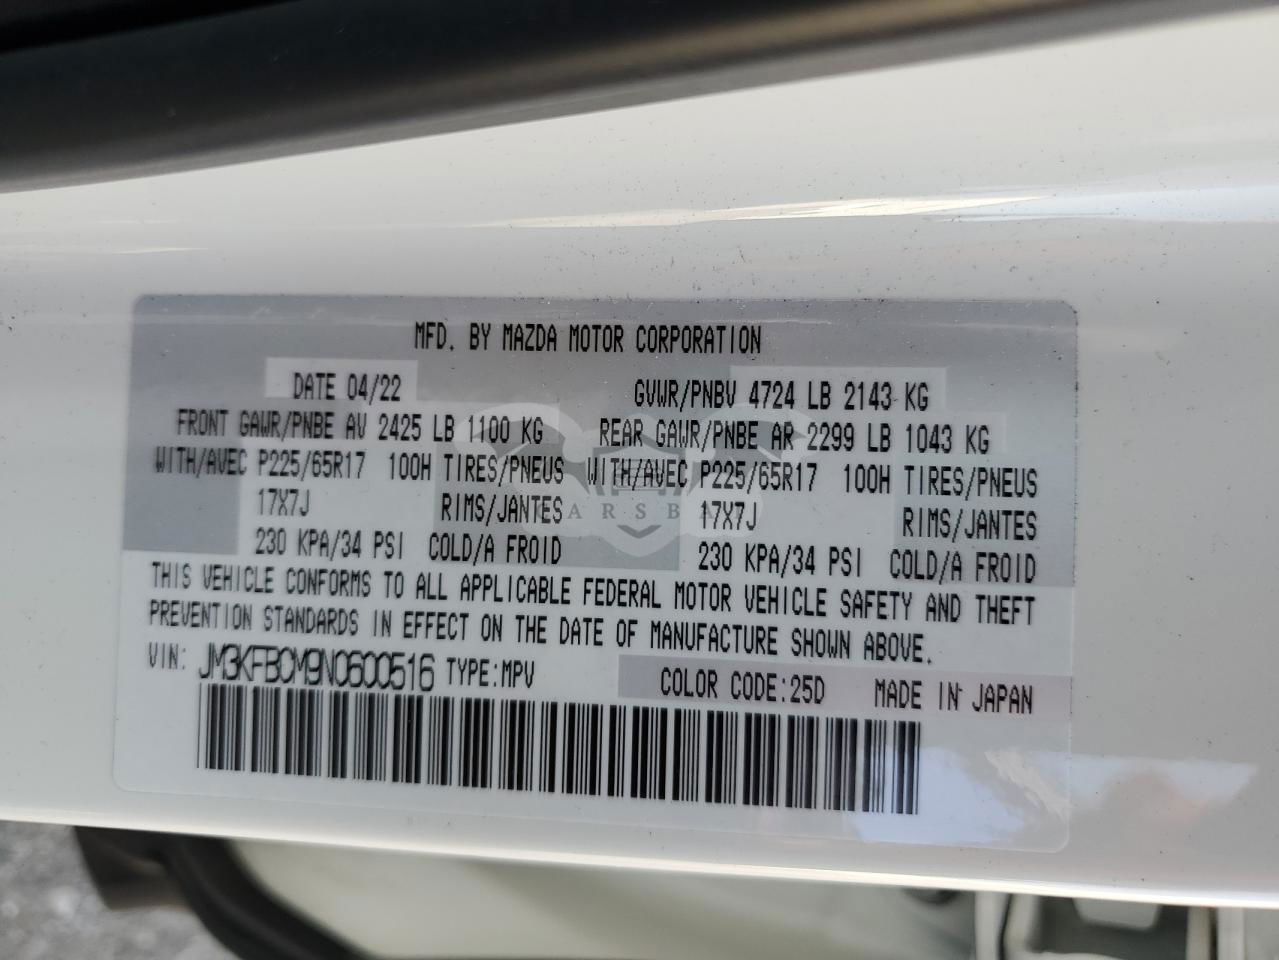 MFD. BY MAZDA MOTOR CORPORATION
DATE 04/22 GVWR/PNBV 4724 LB 2143 KG
FRONT GAWR/PNBE AV 2425 LB 1100 KG REAR GAWR/PNBE AR 2299 LB 1043 KG
WITH/AVEC P225/65R17 100H TIRES/PNEUS WITH/AVEC P225/65R17 100H TIRES/PNEUS
17X7J RIMS/JANTES 17X7J RIMS/JANTES
230 KPA/34 PSI COLD/A FROID 230 KPA/34 PSI COLD/A FROID
THIS VEHICLE CONFORMS TO ALL APPLICABLE FEDERAL MOTOR VEHICLE SAFETY AND THEFT
PREVENTION STANDARDS IN EFFECT ON THE DATE OF MANUFACTURE SHOWN ABOVE.
VIN: JM3KFBCM9N0600516 TYPE:MPV COLOR CODE:25D MADE IN JAPAN